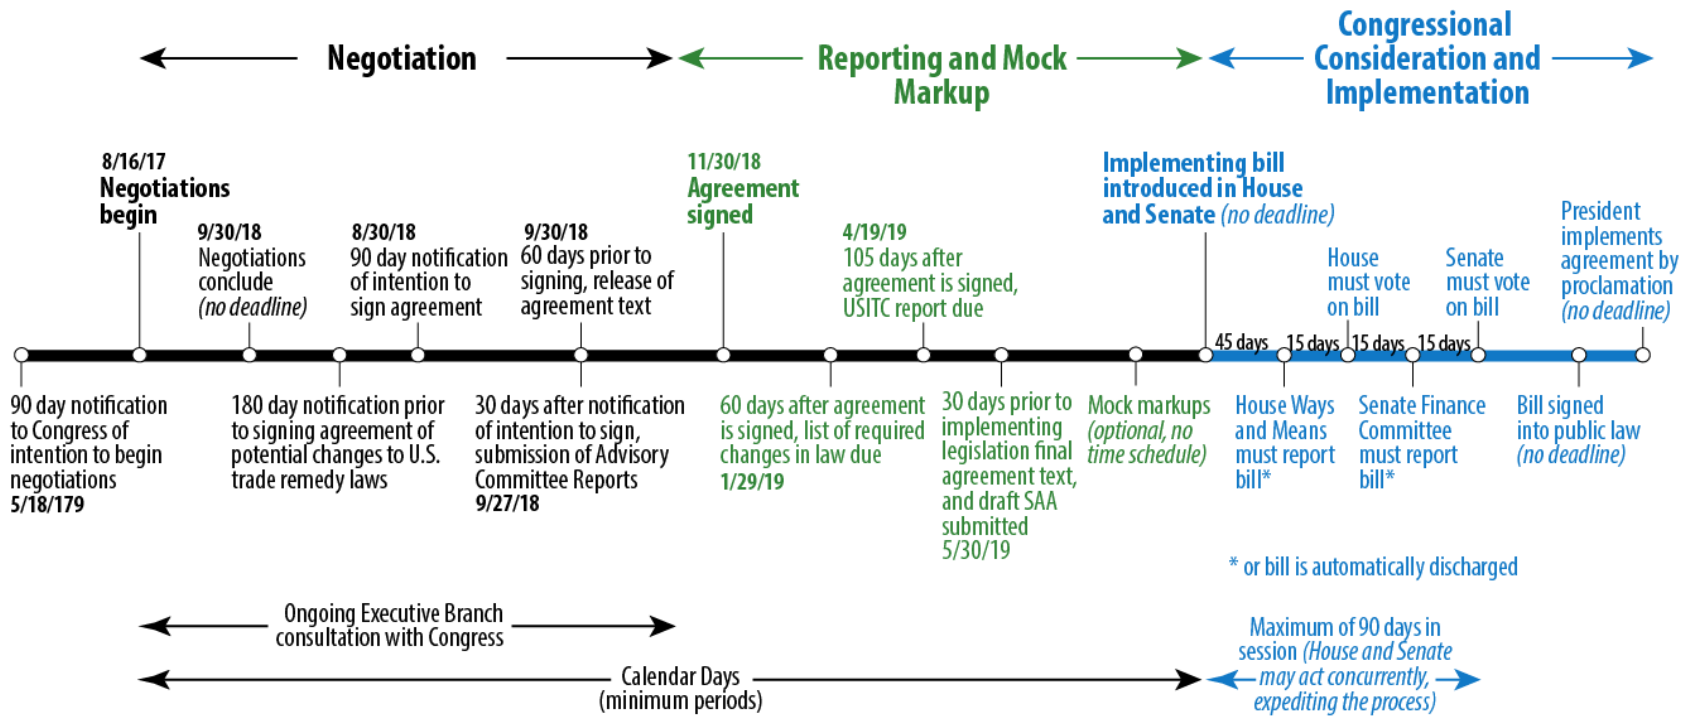 Negotiation
Reporting and Mock
Markup
Congressional
Consideration and
Implementation
8/16/17
Negotiations
begin
9/30/18
Negotiations
conclude
(no deadline)
8/30/18
90 day notification
of intention to
sign agreement
9/30/18
60 days prior to
signing, release of
agreement text
11/30/18
Agreement
signed
4/19/19
105 days after
agreement is signed,
USITC report due
Implementing bill
introduced in House
and Senate (no deadline)
House
must vote
on bill
Senate
must vote
on bill
President
implements
agreement by
proclamation
(no deadline)
45 days
15 days
15 days
15 days
90 day notification
to Congress of
intention to begin
negotiations
5/18/179
180 day notification prior
to signing agreement of
potential changes to U.S.
trade remedy laws
30 days after notification
of intention to sign,
submission of Advisory
Committee Reports
9/27/18
60 days after agreement
is signed, list of required
changes in law due
1/29/19
30 days prior to
implementing
legislation final
agreement text,
and draft SAA
submitted
5/30/19
Mock markups
(optional, no
time schedule)
House Ways
and Means
must report
bill*
Senate Finance
Committee
must report
bill*
Bill signed
into public law
(no deadline)
* or bill is automatically discharged
Ongoing Executive Branch
consultation with Congress
Calendar Days
(minimum periods)
Maximum of 90 days in
session (House and Senate
may act concurrently,
expediting the process)